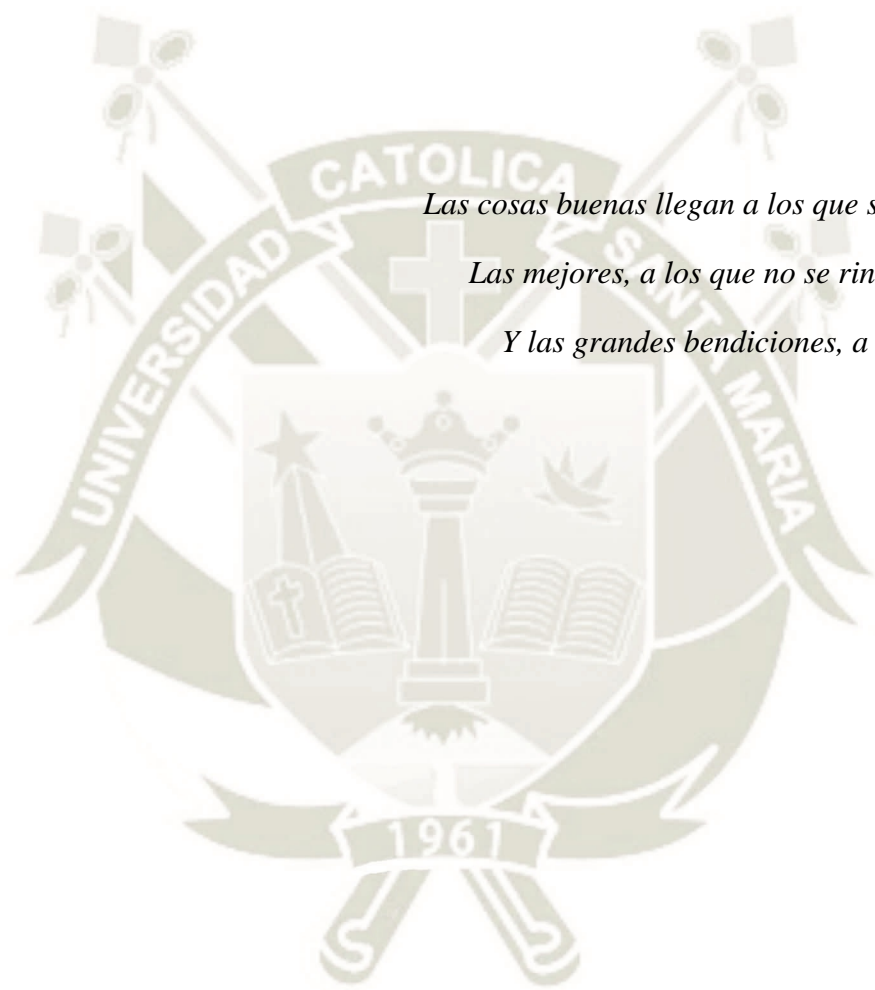 CATOLICA
Las cosas buenas llegan a los que
UNIVERSIDAD
SANTA MARIA
Las mejores, a los que no se
Y las grandes bendiciones, a
1961